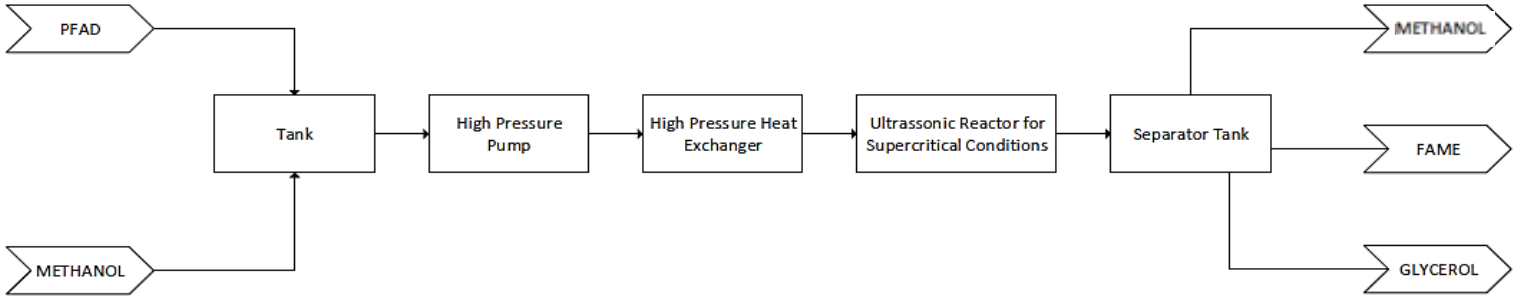 PFAD
METHANOL
Tank
High Pressure
Pump
High Pressure Heat
Exchanger
Ultrassonic Reactor for
Supercritical Conditions
Separator Tank
METHANOL
FAME
GLYCEROL